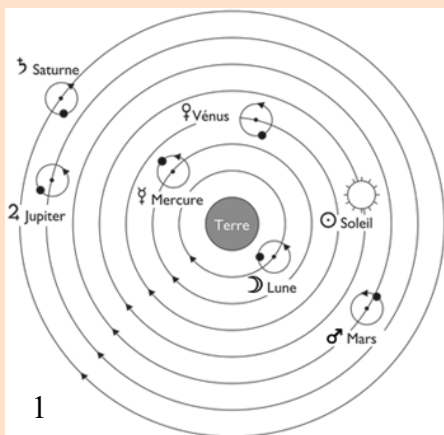 ♄ Saturne
♀ Vénus
☿ Mercure
♃ Jupiter
Terre
☉ Soleil
☽ Lune
♂ Mars
1